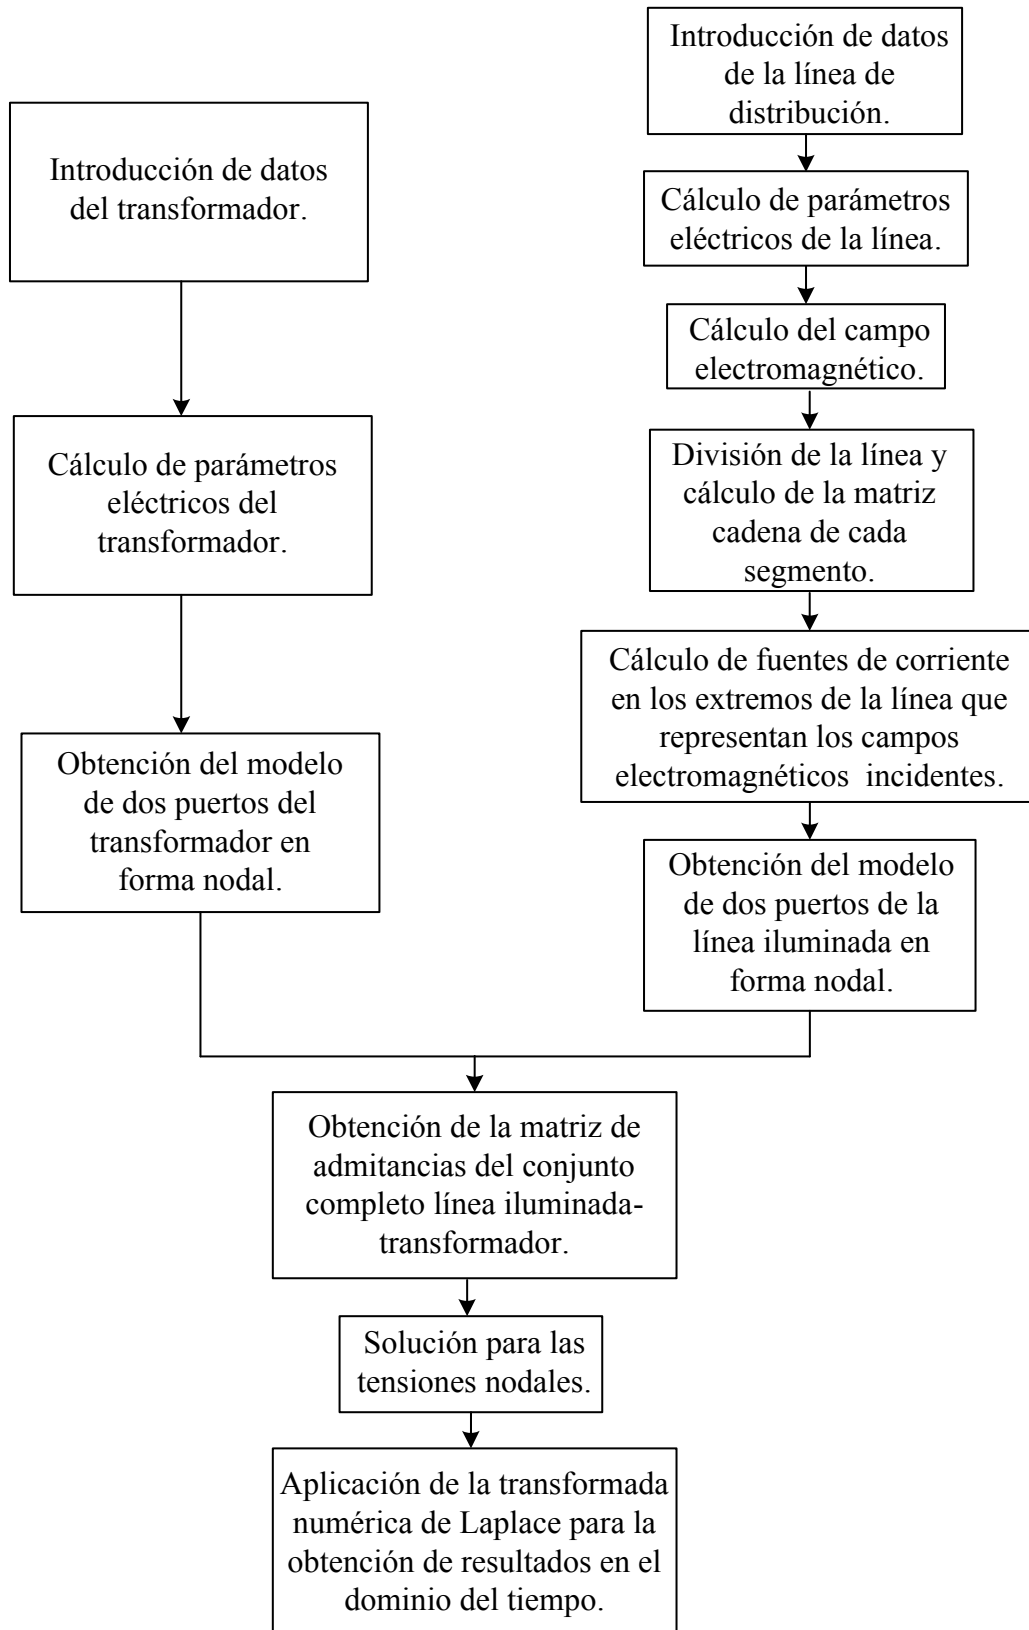 Introducción de datos
del transformador.
Cálculo de parámetros
eléctricos del
transformador.
Obtención del modelo
de dos puertos del
transformador en
forma nodal.
Introducción de datos
de la línea de
distribución.
Cálculo de parámetros
eléctricos de la línea.
Cálculo del campo
electromagnético.
División de la línea y
cálculo de la matriz
cadena de cada
segmento.
Cálculo de fuentes de corriente
en los extremos de la línea que
representan los campos
electromagnéticos incidentes.
Obtención del modelo
de dos puertos de la
línea iluminada en
forma nodal.
Obtención de la matriz de
admitancias del conjunto
completo línea iluminada-
transformador.
Solución para las
tensiones nodales.
Aplicación de la transformada
numérica de Laplace para la
obtención de resultados en el
dominio del tiempo.